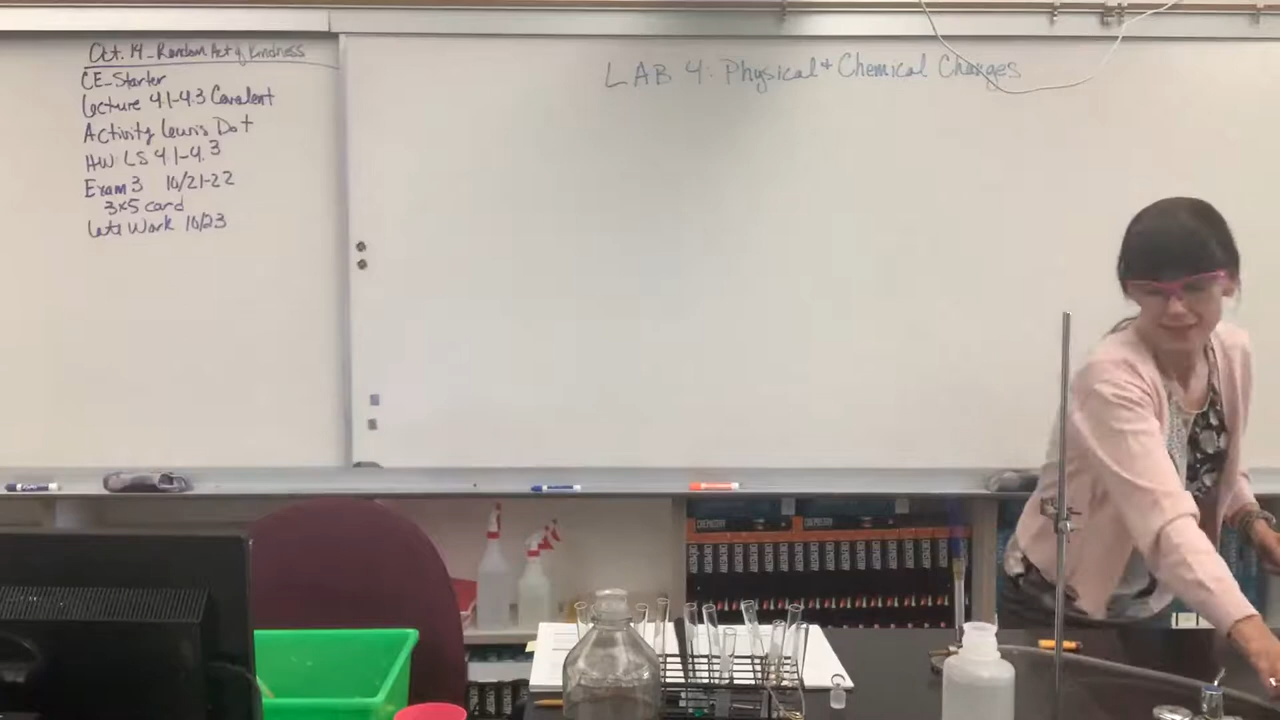 Oct. 14 - Random Act of Kindness
CE-Starter
Lecture 4.1-4.3 Covalent
Activity Lewis Dot
HW: LS 4.1-4.3
Exam 3 10/21-22
3x5 card
Late Work 10/23
LAB 4: Physical + Chemical Changes
CHEMISTRY
CHEMISTRY